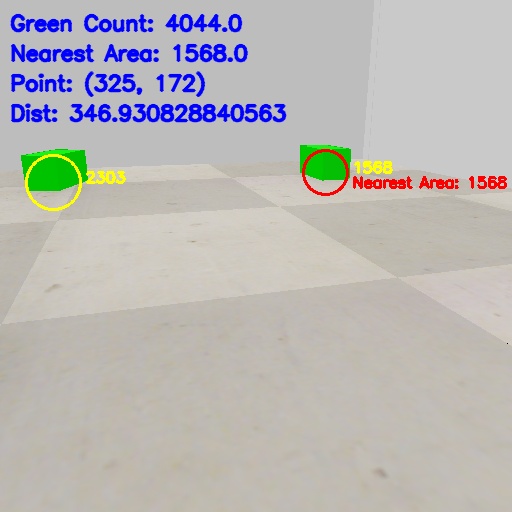 Green Count: 4044.0
Nearest Area: 1568.0
Point: (325, 172)
Dist: 346.930828840563
2303
1568
Nearest Area: 1568